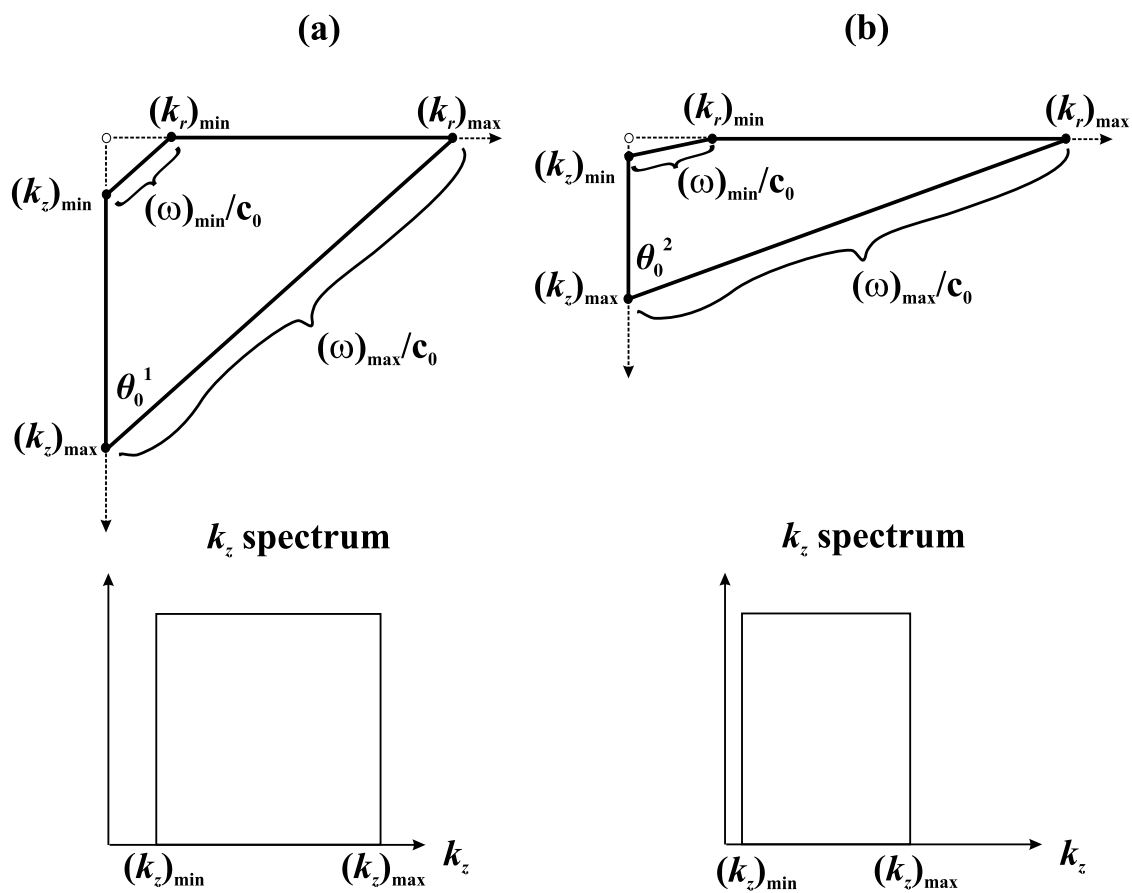 (a)
(b)
(k_r)_min
(k_r)_max
(k_z)_min
(ω)_min/c_0
θ_0^1
(ω)_max/c_0
(k_z)_max
(k_r)_min
(k_r)_max
(k_z)_min
(ω)_min/c_0
θ_0^2
(k_z)_max
(ω)_max/c_0
k_z spectrum
(k_z)_min
(k_z)_max
k_z
k_z spectrum
(k_z)_min
(k_z)_max
k_z